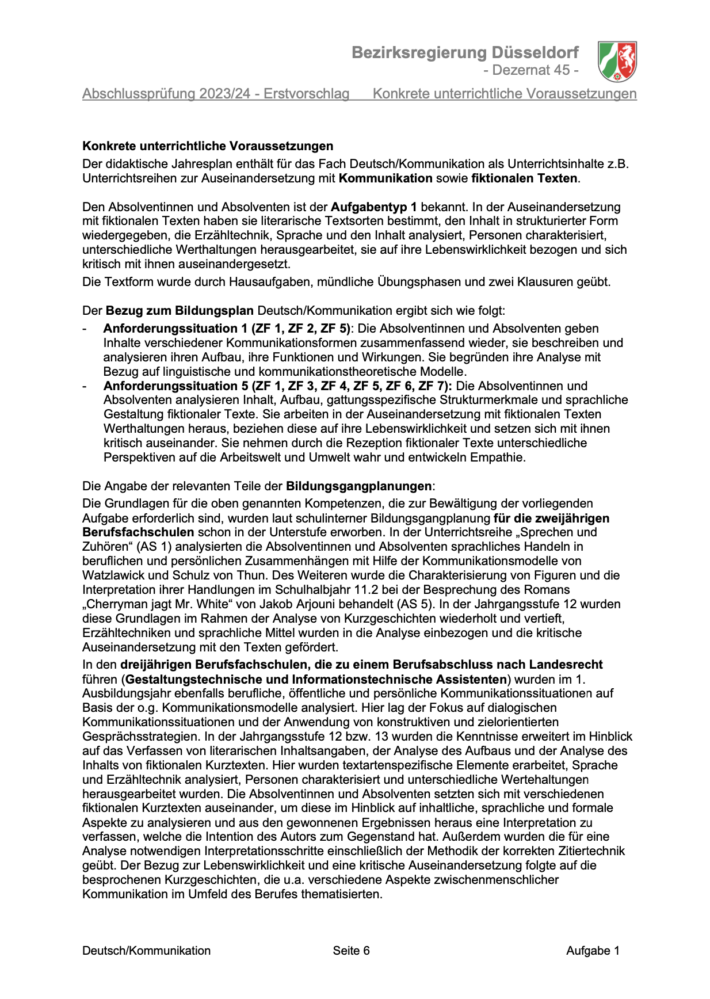 Bezirksregierung Düsseldorf
- Dezernat 45 -
Abschlussprüfung 2023/24 - Erstvorschlag Konkrete unterrichtliche Voraussetzungen
Konkrete unterrichtliche Voraussetzungen
Der didaktische Jahresplan enthält für das Fach Deutsch/Kommunikation als Unterrichtsinhalte z.B.
Unterrichtsreihen zur Auseinandersetzung mit Kommunikation sowie fiktionalen Texten.
Den Absolventinnen und Absolventen ist der Aufgabentyp 1 bekannt. In der Auseinandersetzung
mit fiktionalen Texten haben sie literarische Textsorten bestimmt, den Inhalt in strukturierter Form
wiedergegeben, die Erzähltechnik, Sprache und den Inhalt analysiert, Personen charakterisiert,
unterschiedliche Werthaltungen herausgearbeitet, sie auf ihre Lebenswirklichkeit bezogen und sich
kritisch mit ihnen auseinandergesetzt.
Die Textform wurde durch Hausaufgaben, mündliche Übungsphasen und zwei Klausuren geübt.
Der Bezug zum Bildungsplan Deutsch/Kommunikation ergibt sich wie folgt:
- Anforderungssituation 1 (ZF 1, ZF 2, ZF 5): Die Absolventinnen und Absolventen geben
Inhalte verschiedener Kommunikationsformen zusammenfassend wieder, sie beschreiben und
analysieren ihren Aufbau, ihre Funktionen und Wirkungen. Sie begründen ihre Analyse mit
Bezug auf linguistische und kommunikationstheoretische Modelle.
- Anforderungssituation 5 (ZF 1, ZF 3, ZF 4, ZF 5, ZF 6, ZF 7): Die Absolventinnen und
Absolventen analysieren Inhalt, Aufbau, gattungsspezifische Strukturmerkmale und sprachliche
Gestaltung fiktionaler Texte. Sie arbeiten in der Auseinandersetzung mit fiktionalen Texten
Werthaltungen heraus, beziehen diese auf ihre Lebenswirklichkeit und setzen sich mit ihnen
kritisch auseinander. Sie nehmen durch die Rezeption fiktionaler Texte unterschiedliche
Perspektiven auf die Arbeitswelt und Umwelt wahr und entwickeln Empathie.
Die Angabe der relevanten Teile der Bildungsgangplanungen:
Die Grundlagen für die oben genannten Kompetenzen, die zur Bewältigung der vorliegenden
Aufgabe erforderlich sind, wurden laut schulinterner Bildungsgangplanung für die zweijährigen
Berufsfachschulen schon in der Unterstufe erworben. In der Unterrichtsreihe „Sprechen und
Zuhören“ (AS 1) analysierten die Absolventinnen und Absolventen sprachliches Handeln in
beruflichen und persönlichen Zusammenhängen mit Hilfe der Kommunikationsmodelle von
Watzlawick und Schulz von Thun. Des Weiteren wurde die Charakterisierung von Figuren und die
Interpretation ihrer Handlungen im Schulhalbjahr 11.2 bei der Besprechung des Romans
„Cherryman jagt Mr. White“ von Jakob Arjouni behandelt (AS 5). In der Jahrgangsstufe 12 wurden
diese Grundlagen im Rahmen der Analyse von Kurzgeschichten wiederholt und vertieft,
Erzähltechniken und sprachliche Mittel wurden in die Analyse einbezogen und die kritische
Auseinandersetzung mit den Texten gefördert.
In den dreijährigen Berufsfachschulen, die zu einem Berufsabschluss nach Landesrecht
führen (Gestaltungstechnische und Informationstechnische Assistenten) wurden im 1.
Ausbildungsjahr ebenfalls berufliche, öffentliche und persönliche Kommunikationssituationen auf
Basis der o.g. Kommunikationsmodelle analysiert. Hier lag der Fokus auf dialogischen
Kommunikationssituationen und der Anwendung von konstruktiven und zielorientierten
Gesprächsstrategien. In der Jahrgangsstufe 12 bzw. 13 wurden die Kenntnisse erweitert im Hinblick
auf das Verfassen von literarischen Inhaltsangaben, der Analyse des Aufbaus und der Analyse des
Inhalts von fiktionalen Kurztexten. Hier wurden textartenspezifische Elemente erarbeitet, Sprache
und Erzähltechnik analysiert, Personen charakterisiert und unterschiedliche Wertehaltungen
herausgearbeitet wurden. Die Absolventinnen und Absolventen setzten sich mit verschiedenen
fiktionalen Kurztexten auseinander, um diese im Hinblick auf inhaltliche, sprachliche und formale
Aspekte zu analysieren und aus den gewonnenen Ergebnissen heraus eine Interpretation zu
verfassen, welche die Intention des Autors zum Gegenstand hat. Außerdem wurden die für eine
Analyse notwendigen Interpretationsschritte einschließlich der Methodik der korrekten Zitiertechnik
geübt. Der Bezug zur Lebenswirklichkeit und eine kritische Auseinandersetzung folgte auf die
besprochenen Kurzgeschichten, die u.a. verschiedene Aspekte zwischenmenschlicher
Kommunikation im Umfeld des Berufes thematisierten.
Deutsch/Kommunikation Seite 6 Aufgabe 1